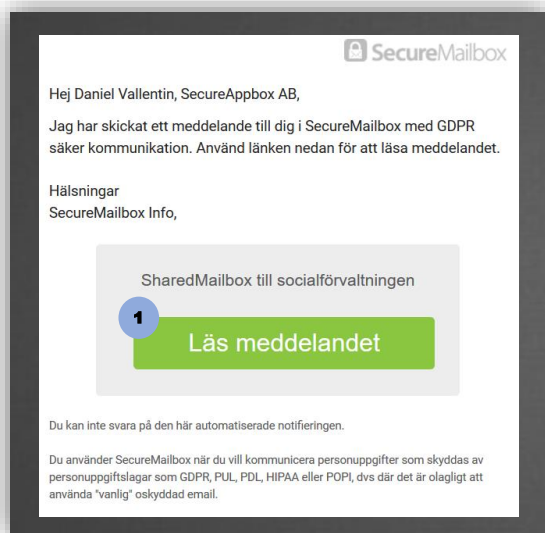 SecureMailbox
Hej Daniel Vallentin, SecureAppbox AB,
Jag har skickat ett meddelande till dig i SecureMailbox med GDPR
säker kommunikation. Använd länken nedan för att läsa meddelandet.
Hälsningar
SecureMailbox Info,
SharedMailbox till socialförvaltningen
1
Läs meddelandet
Du kan inte svara på den här automatiserade notifieringen.
Du använder SecureMailbox när du vill kommunicera personuppgifter som skyddas av
personuppgiftslagar som GDPR, PUL, PDL, HIPAA eller POPI, dvs där det är olagligt att
använda "vanlig" oskyddad email.